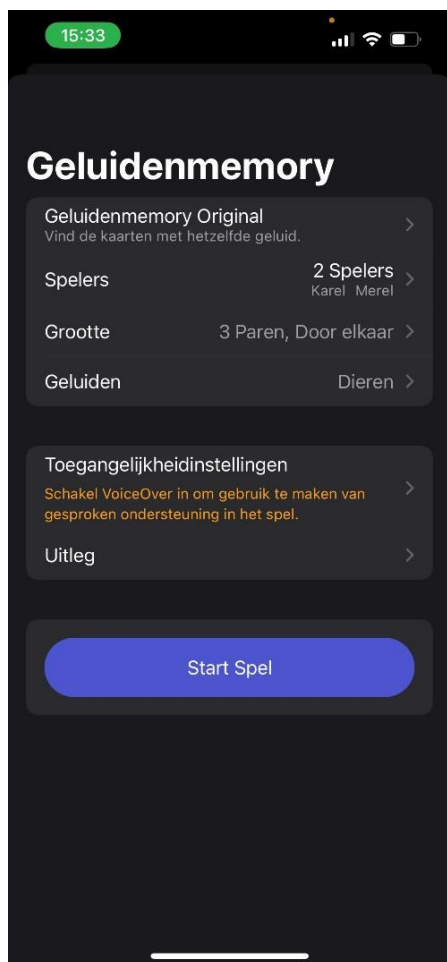 15:33
Geluidenmemory
Geluidenmemory Original
Vind de kaarten met hetzelfde geluid.
Spelers
2 Spelers
Karel Merel
Grootte
3 Paren, Door elkaar
Geluiden
Dieren
Toegangelijkheidinstellingen
Schakel VoiceOver in om gebruik te maken van
gesproken ondersteuning in het spel.
Uitleg
Start Spel